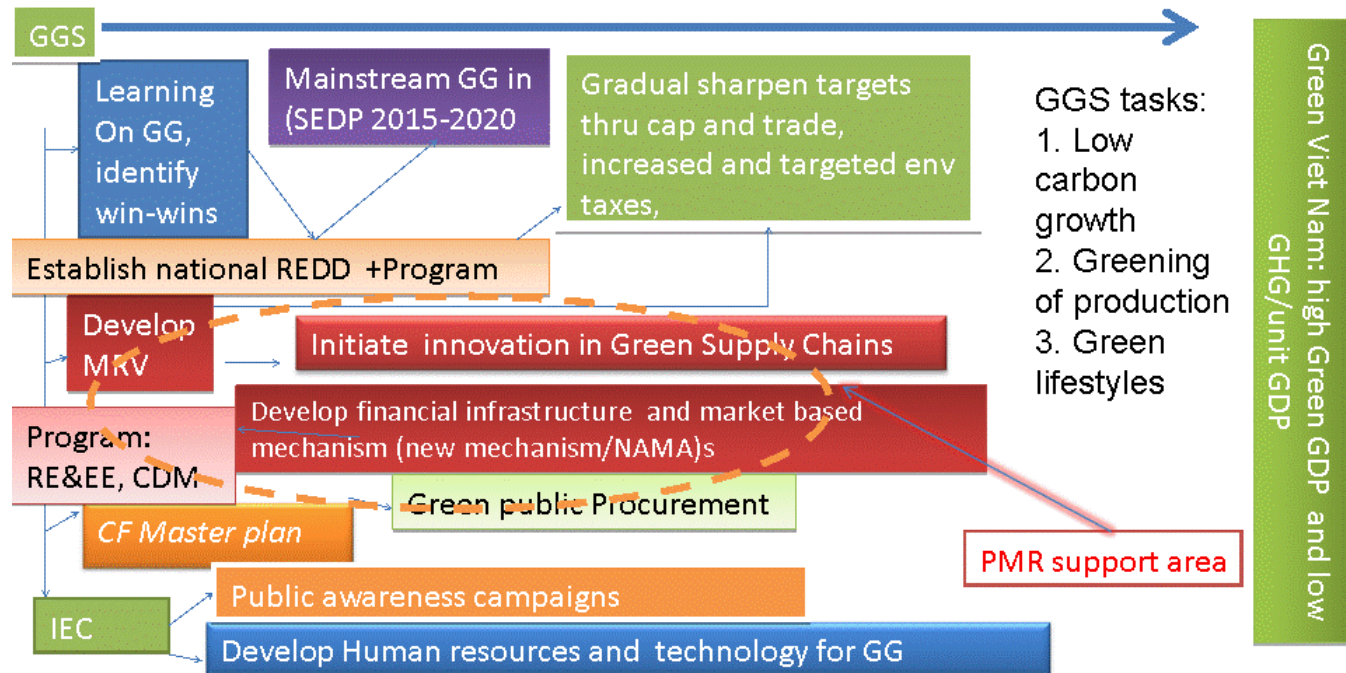 GGS
Learning
On GG,
identify
win-wins
Mainstream GG in
(SEDP 2015-2020
Gradual sharpen targets
thru cap and trade,
increased and targeted env
taxes,
GGS tasks:
1. Low
carbon
growth
2. Greening
of production
3. Green
lifestyles
Green Viet Nam: high Green GDP and low
GHG/unit GDP
Establish national REDD +Program
Develop
MRV
Initiate innovation in Green Supply Chains
Develop financial infrastructure and market based
mechanism (new mechanism/NAMA)s
Program:
RE&EE, CDM
Green public Procurement
CF Master plan
PMR support area
IEC
Public awareness campaigns
Develop Human resources and technology for GG